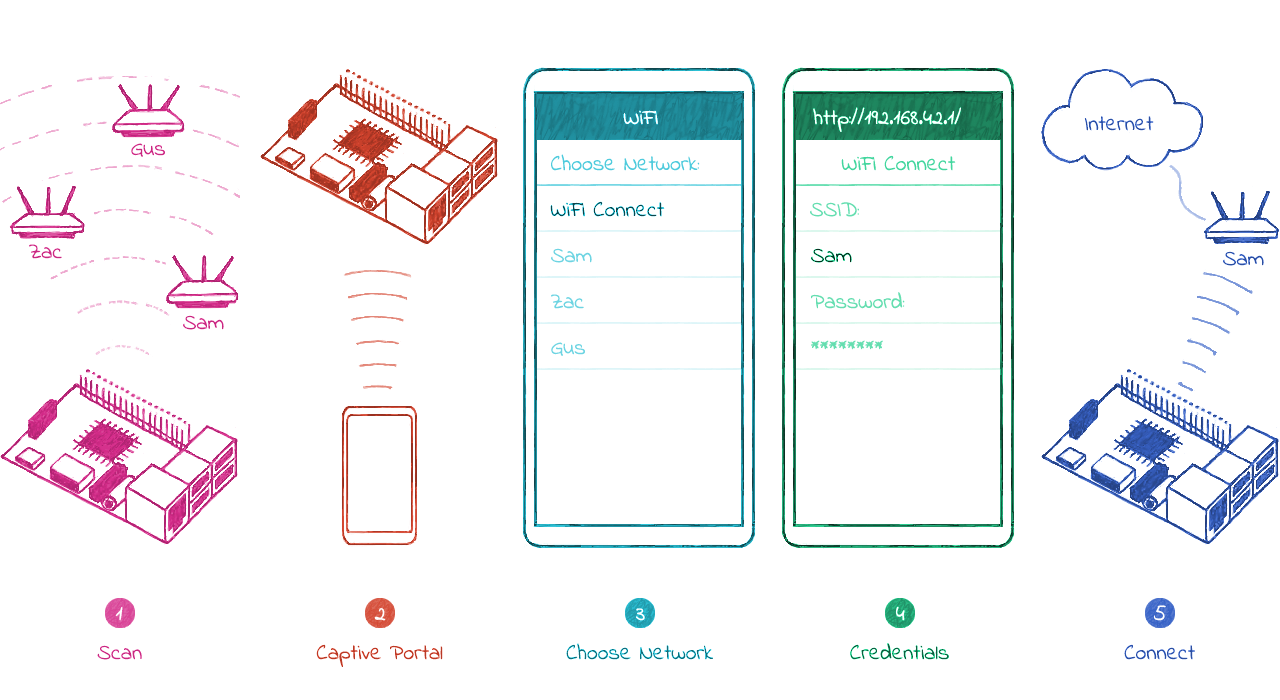 Gus
Zac
Sam
1
Scan
2
Captive Portal
WiFi
Choose Network:
WiFi Connect
Sam
Zac
Gus
3
Choose Network
http://192.168.42.1/
WiFi Connect
SSID:
Sam
Password:
********
4
Credentials
Internet
Sam
5
Connect